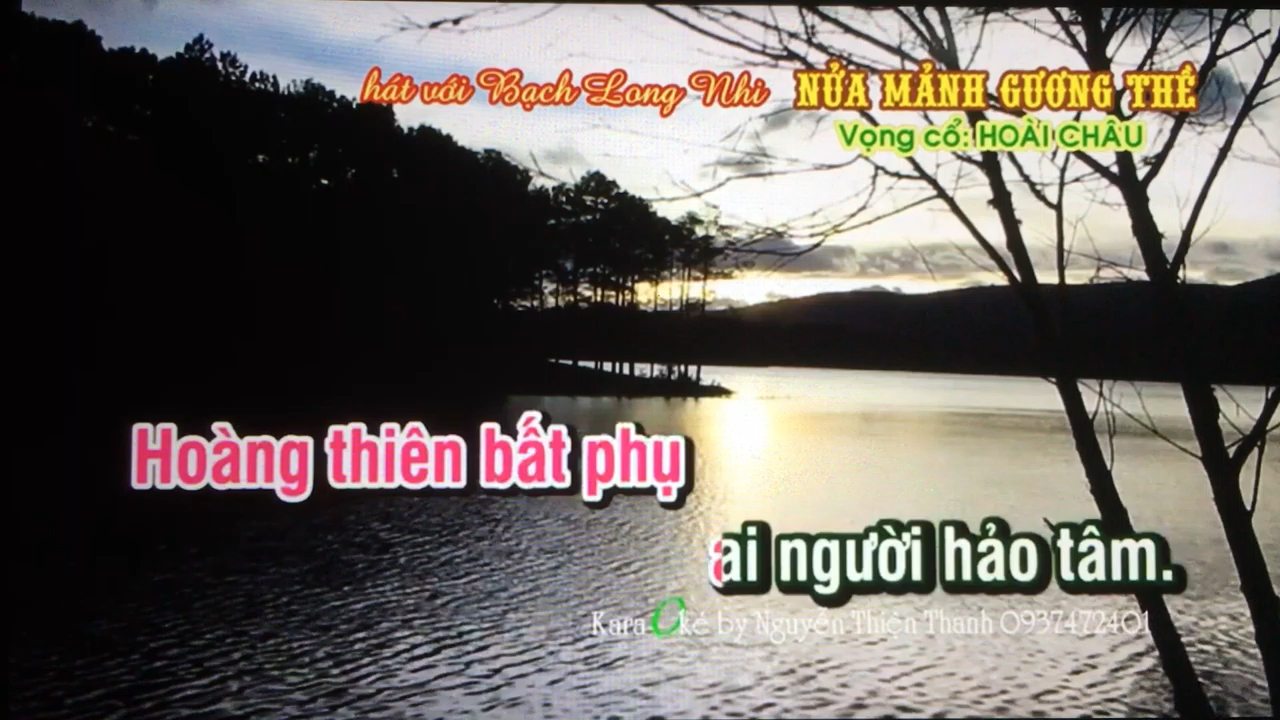 hát với Bạch Long Nhi NỬA MẢNH GƯƠNG THỀ
Vọng cổ: HOÀI CHÂU
Hoàng thiên bất phụ
ai người hảo tâm.
KaraOkê by Nguyễn Thiện Thanh 0937472401